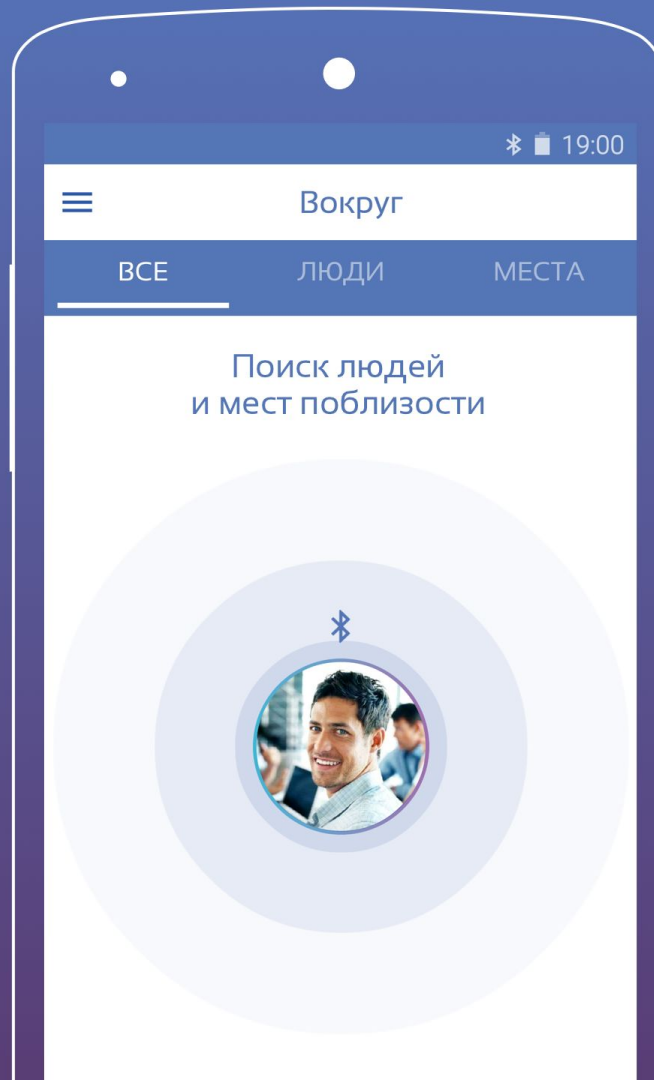 19:00
Вокруг
ВСЕ ЛЮДИ МЕСТА
Поиск людей
и мест поблизости